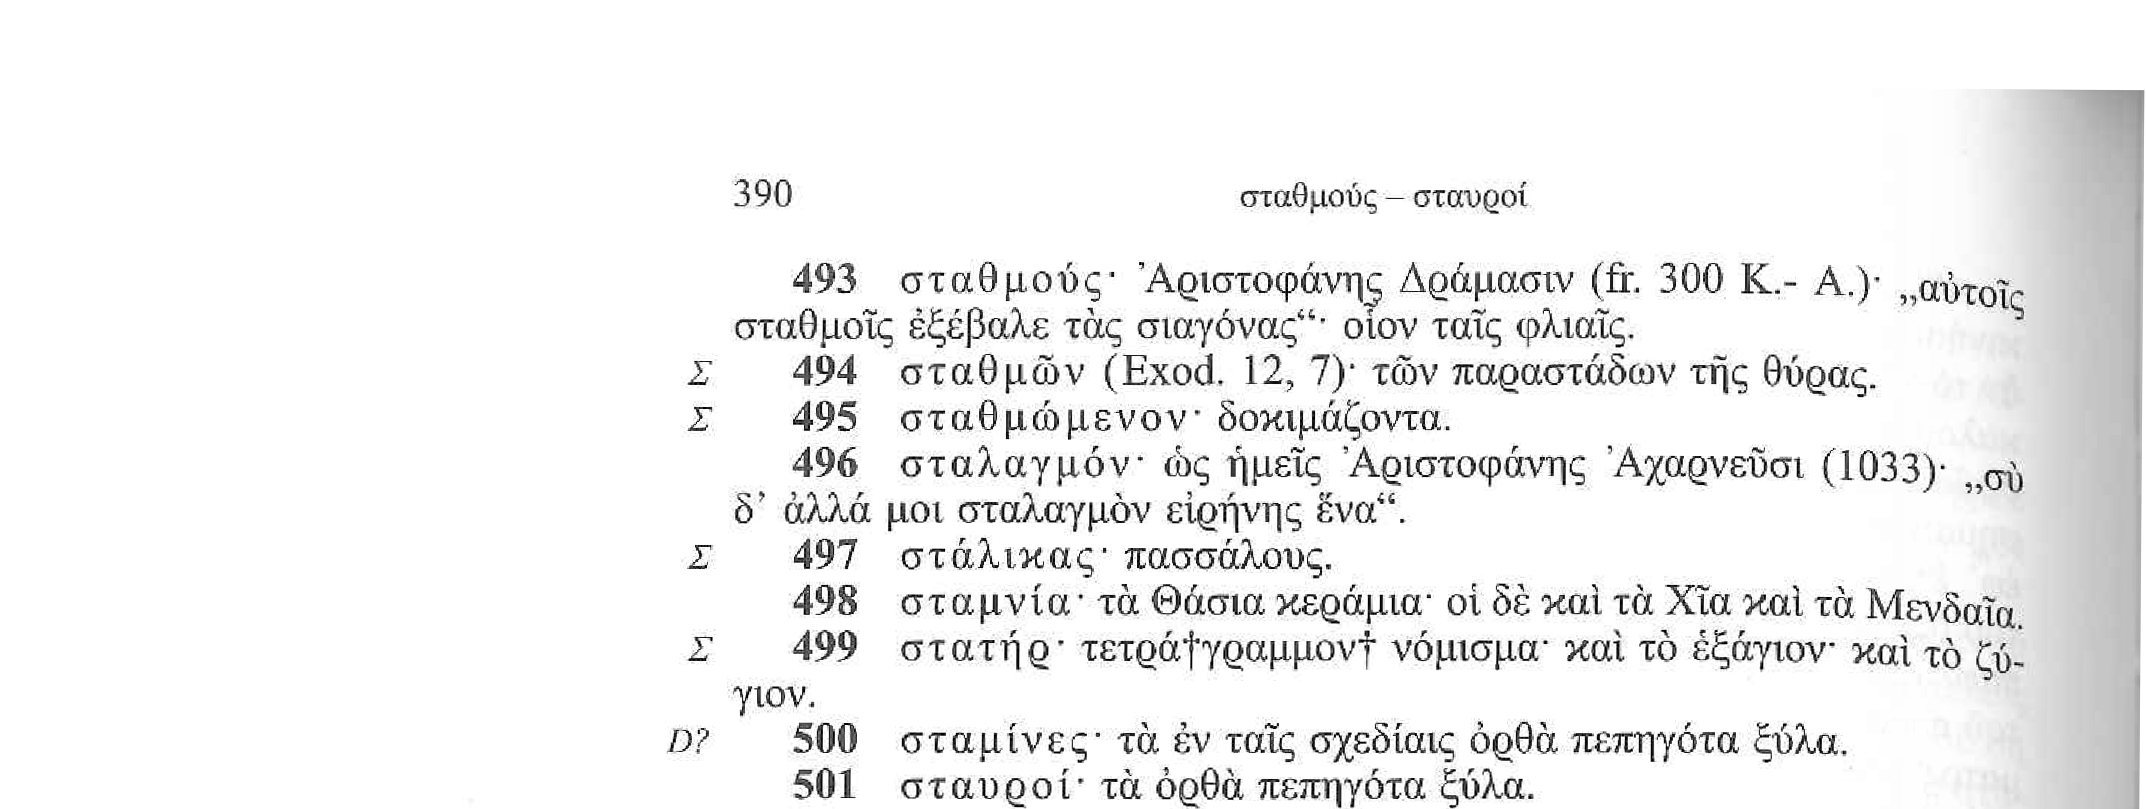 390 σταθμούς – σταυροί
493 σταθμούς· Ἀριστοφάνης Δράμασιν (fr. 300 K.- A.)· „αὐτοῖς
σταθμοῖς ἐξέβαλε τὰς σιαγόνας“· οἷον ταῖς φλιαῖς.
Σ 494 σταθμῶν (Exod. 12, 7)· τῶν παραστάδων τῆς θύρας.
Σ 495 σταθμώμενον· δοκιμάζοντα.
496 σταλαγμόν· ὡς ἡμεῖς Ἀριστοφάνης Ἀχαρνεῦσι (1033)· „σὺ
δ’ ἀλλά μοι σταλαγμὸν εἰρήνης ἕνα“.
Σ 497 στάλικας· πασσάλους.
498 σταμνία· τὰ Θάσια κεράμια· οἱ δὲ καὶ τὰ Χῖα καὶ τὰ Μενδαῖα.
Σ 499 στατήρ· τετρά†γραμμον† νόμισμα· καὶ τὸ ἑξάγιον· καὶ τὸ ζύ-
γιον.
D? 500 σταμίνες· τὰ ἐν ταῖς σχεδίαις ὀρθὰ πεπηγότα ξύλα.
501 σταυροί· τὰ ὀρθὰ πεπηγότα ξύλα.